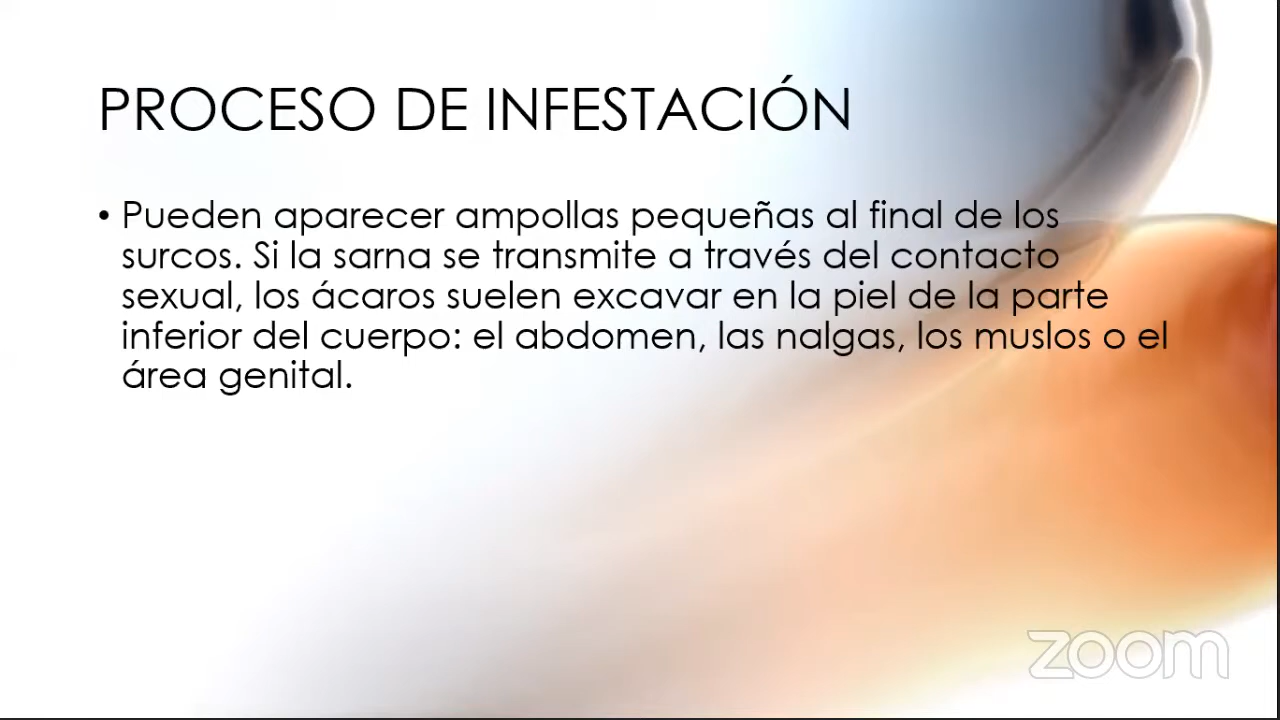 PROCESO DE INFESTACIÓN
• Pueden aparecer ampollas pequeñas al final de los
surcos. Si la sarna se transmite a través del contacto
sexual, los ácaros suelen excavar en la piel de la parte
inferior del cuerpo: el abdomen, las nalgas, los muslos o el
área genital.
zoom